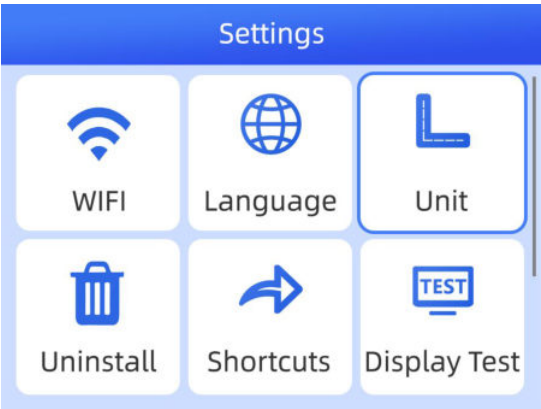 Settings
WIFI
Language
Unit
Uninstall
Shortcuts
TEST
Display Test